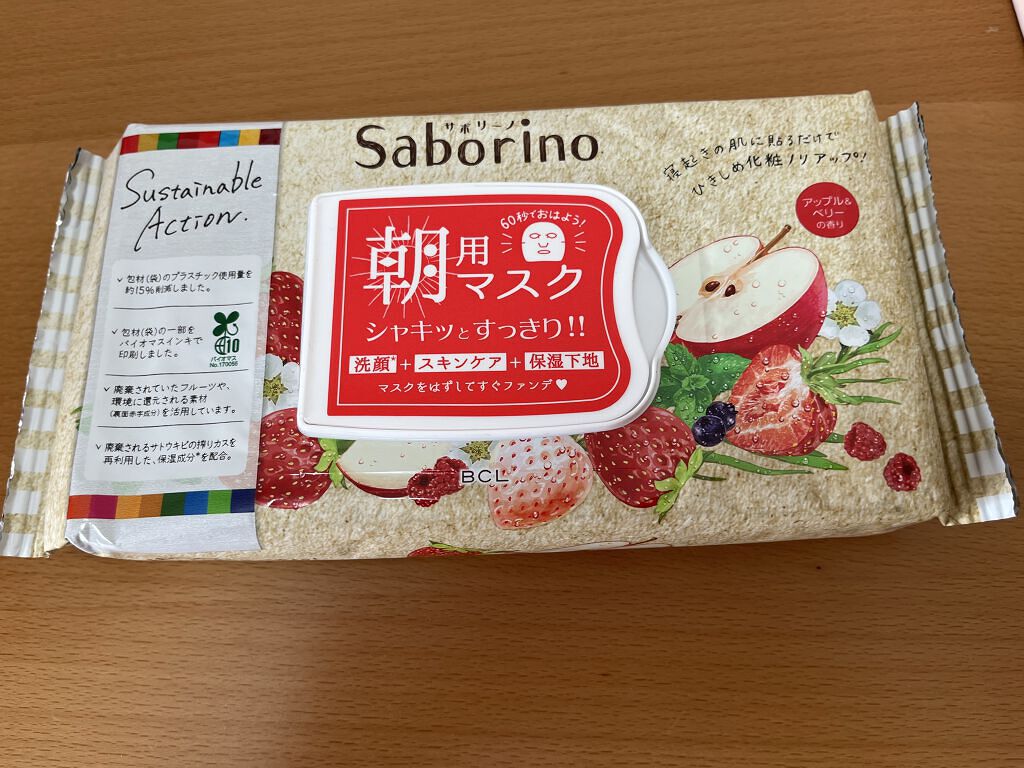 サボリーノ
Saborino
寝起きの肌に貼るだけで
ひきしめ化粧ノリアップ!
アップル&
ベリー
の香り
Sustainable
Action.
✓ 包材(袋)のプラスチック使用量を
約15%削減しました。
✓ 包材(袋)の一部を
バイオマスインキで
印刷しました。
10
バイオマス
No.170056
✓ 廃棄されていたフルーツや、
環境に還元される素材
(裏面赤字成分)を活用しています。
✓ 廃棄されるサトウキビの搾りカスを
再利用した、保湿成分*を配合。
60秒でおはよう!
朝用
マスク
シャキッとすっきり!!
洗顔*+スキンケア+保湿下地
マスクをはずしてすぐファンデ♥
BCL